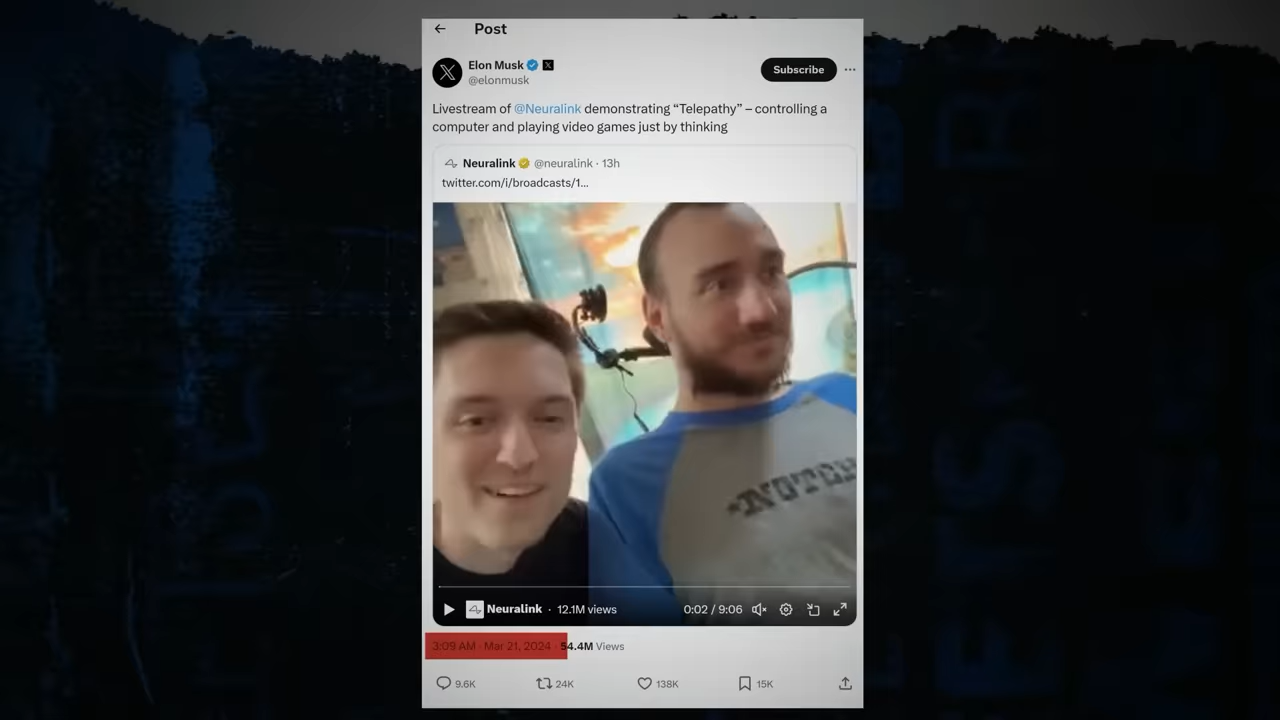 Post
Elon Musk
@elonmusk
Subscribe
Livestream of @Neuralink demonstrating “Telepathy” – controlling a
computer and playing video games just by thinking
Neuralink @neuralink · 13h
twitter.com/i/broadcasts/1...
Neuralink · 12.1M views 0:02 / 9:06
3:09 AM · Mar 21, 2024 · 54.4M Views
9.6K 24K 138K 15K